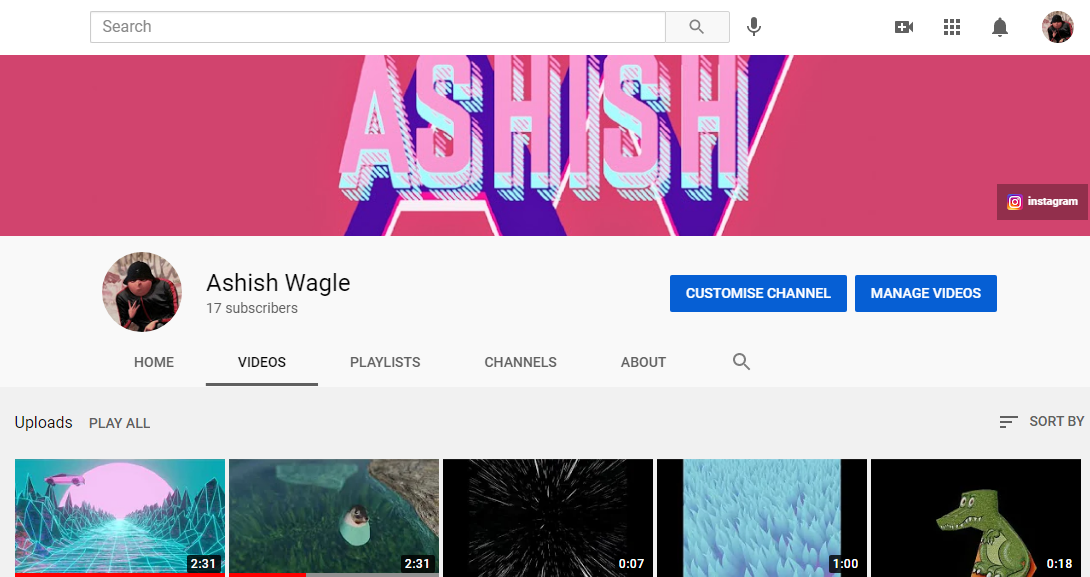 Search
ASHISH
instagram
Ashish Wagle
17 subscribers
CUSTOMISE CHANNEL
MANAGE VIDEOS
HOME
VIDEOS
PLAYLISTS
CHANNELS
ABOUT
Uploads
PLAY ALL
SORT BY
2:31
2:31
0:07
1:00
0:18